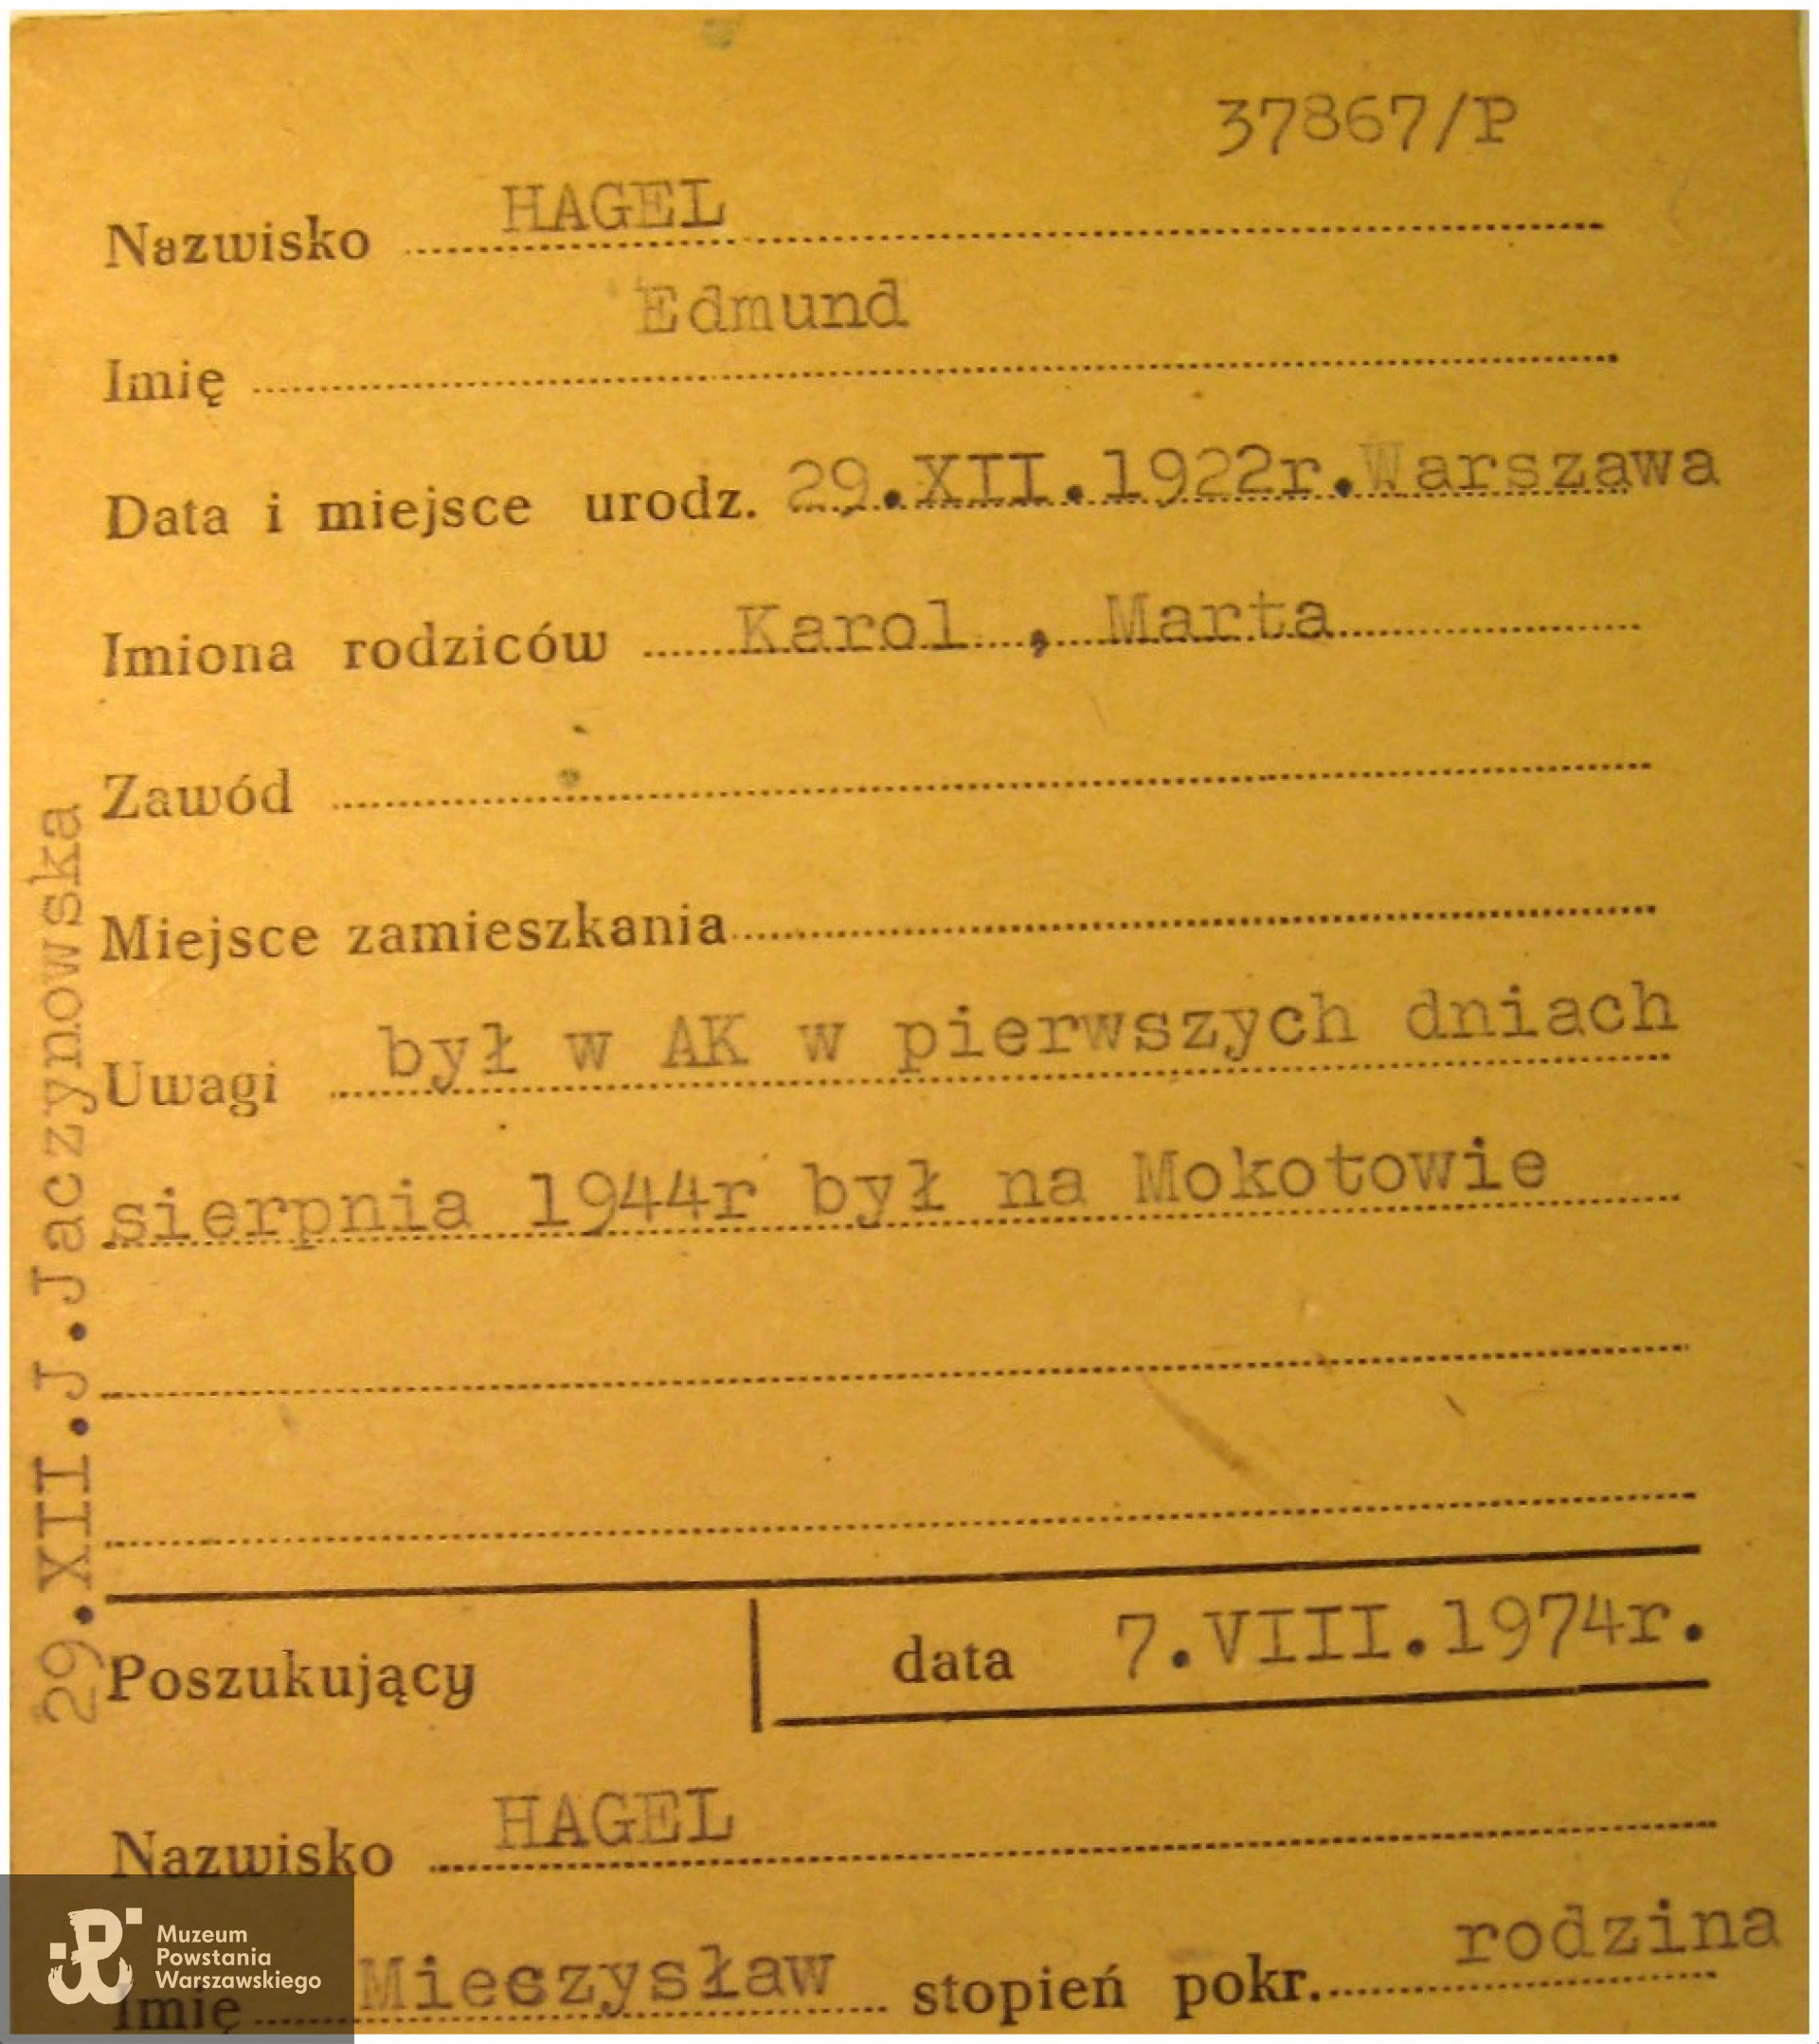 37867/P
Nazwisko HAGEL
Edmund
Imię
Data i miejsce urodz. 29.XII.1922r.Warszawa
Imiona rodziców Karol , Marta
Zawód
Miejsce zamieszkania
Uwagi był w AK w pierwszych dniach
sierpnia 1944r był na Mokotowie
29.XII.J.Jaczynowska
Poszukujący data 7.VIII.1974r.
Nazwisko HAGEL
Imię Mieczysław stopień pokr. rodzina
Muzeum
Powstania
Warszawskiego